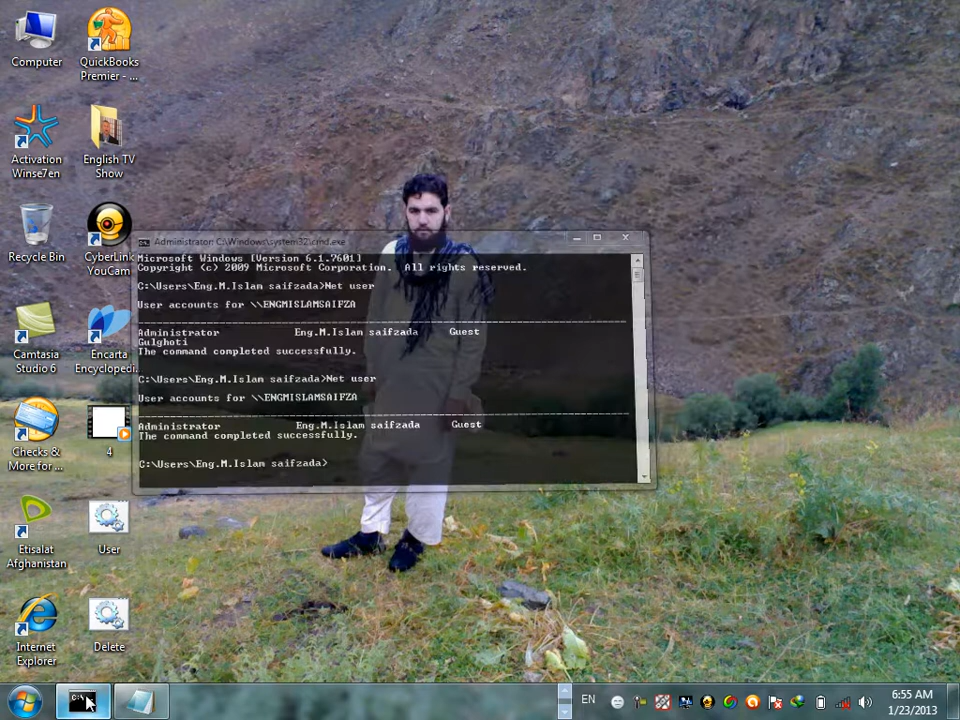 Computer
QuickBooks
Premier - ...
Activation
Winse7en
English TV
Show
Recycle Bin
CyberLink
YouCam
Camtasia
Studio 6
Encarta
Encyclopedi...
Checks &
More for ...
4
Etisalat
Afghanistan
User
Internet
Explorer
Delete
Administrator: C:\Windows\system32\cmd.exe
Microsoft Windows [Version 6.1.7601]
Copyright (c) 2009 Microsoft Corporation.  All rights reserved.
C:\Users\Eng.M.Islam saifzada>Net user
User accounts for \\ENGMISLAMSAIFZA
-------------------------------------------------------------------------------
Administrator            Eng.M.Islam saifzada     Guest
Gulghoti
The command completed successfully.
C:\Users\Eng.M.Islam saifzada>Net user
User accounts for \\ENGMISLAMSAIFZA
-------------------------------------------------------------------------------
Administrator            Eng.M.Islam saifzada     Guest
The command completed successfully.
C:\Users\Eng.M.Islam saifzada>
C:\
EN
6:55 AM
1/23/2013